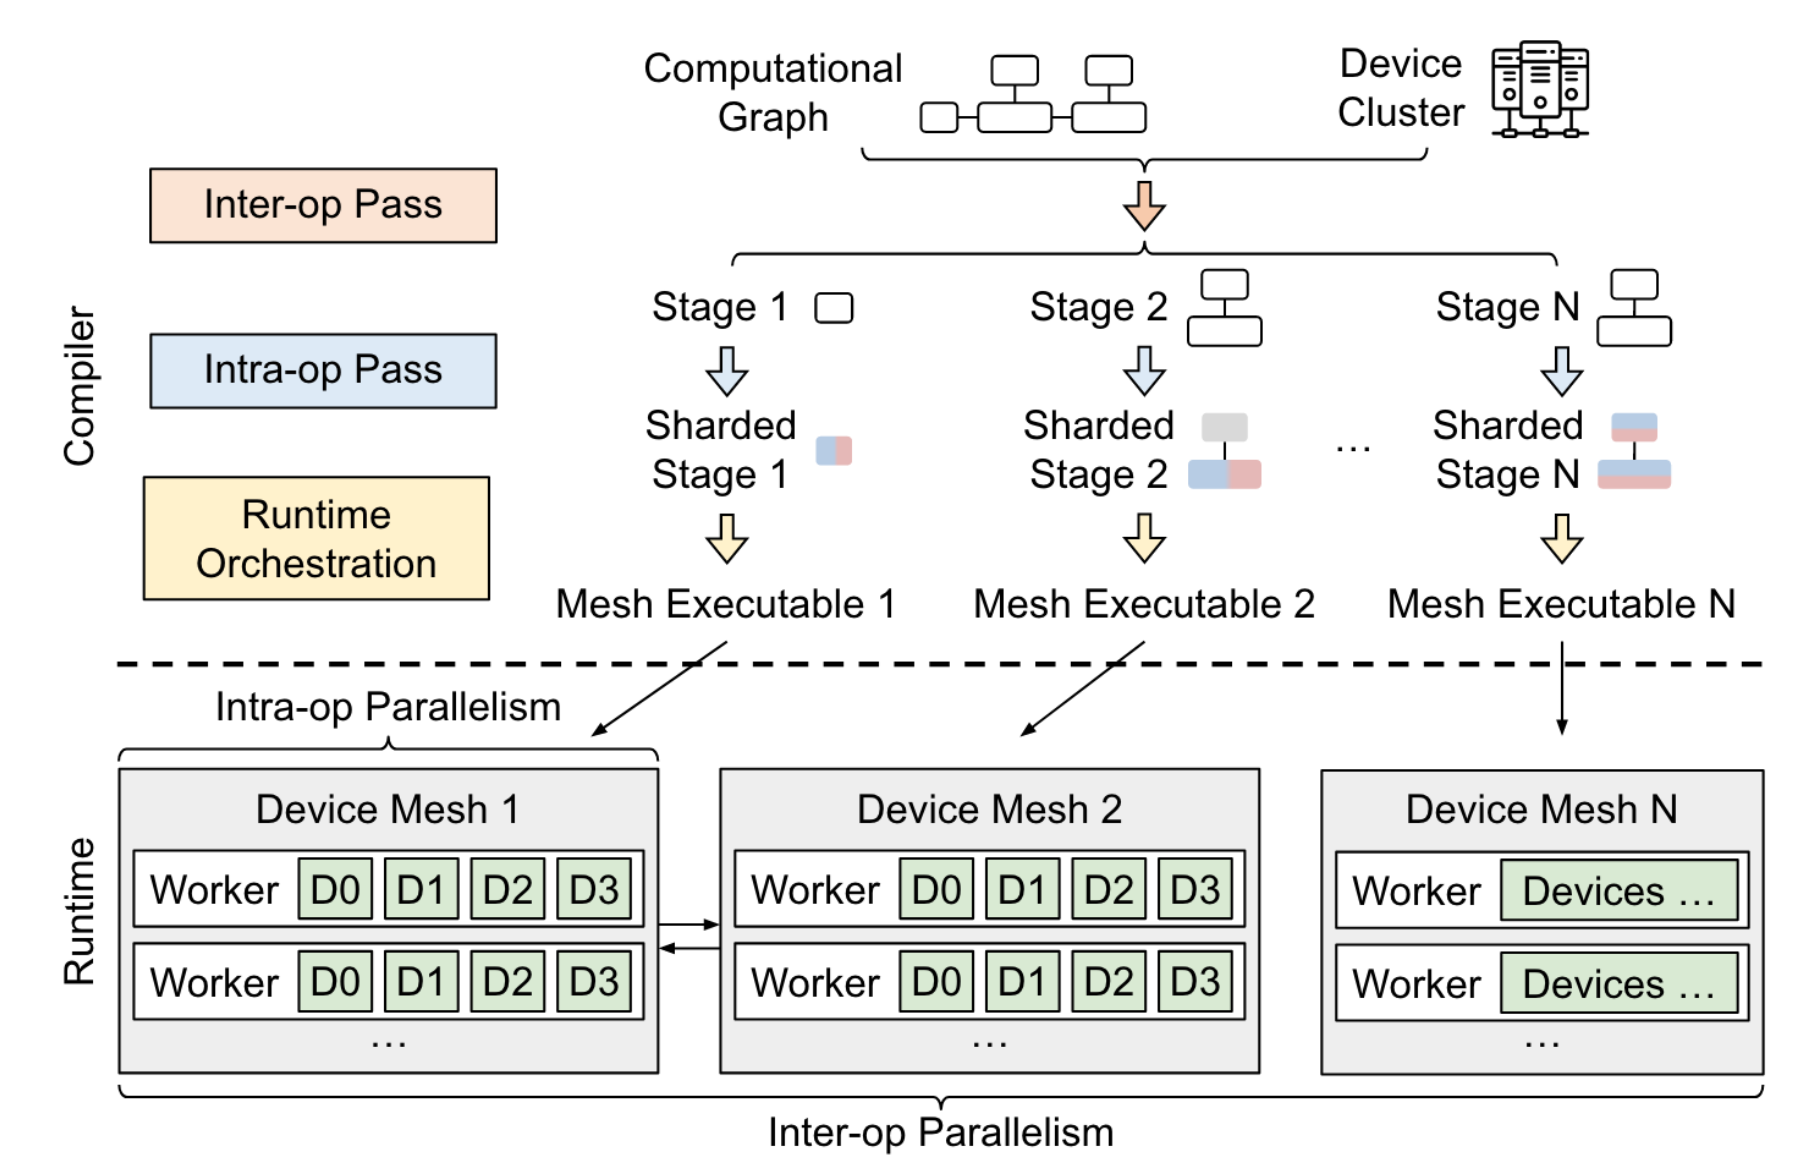 Computational
Graph
Device
Cluster
Inter-op Pass
Stage 1
Stage 2
Stage N
Compiler
Intra-op Pass
Sharded
Stage 1
Sharded
Stage 2
...
Sharded
Stage N
Runtime
Orchestration
Mesh Executable 1
Mesh Executable 2
Mesh Executable N
Intra-op Parallelism
Runtime
Device Mesh 1
Worker D0 D1 D2 D3
Worker D0 D1 D2 D3
...
Device Mesh 2
Worker D0 D1 D2 D3
Worker D0 D1 D2 D3
...
Device Mesh N
Worker Devices ...
Worker Devices ...
...
Inter-op Parallelism